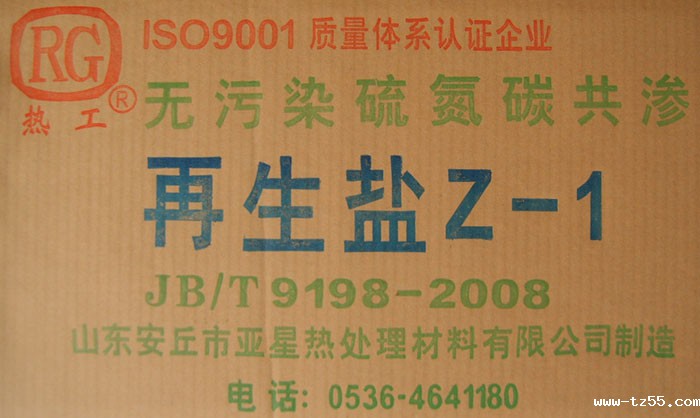 RG
热工®
ISO9001 质量体系认证企业
无污染硫氮碳共渗
再生盐Z-1
JB/T 9198-2008
山东安丘市亚星热处理材料有限公司制造
电话: 0536-4641180
www-tz55.com